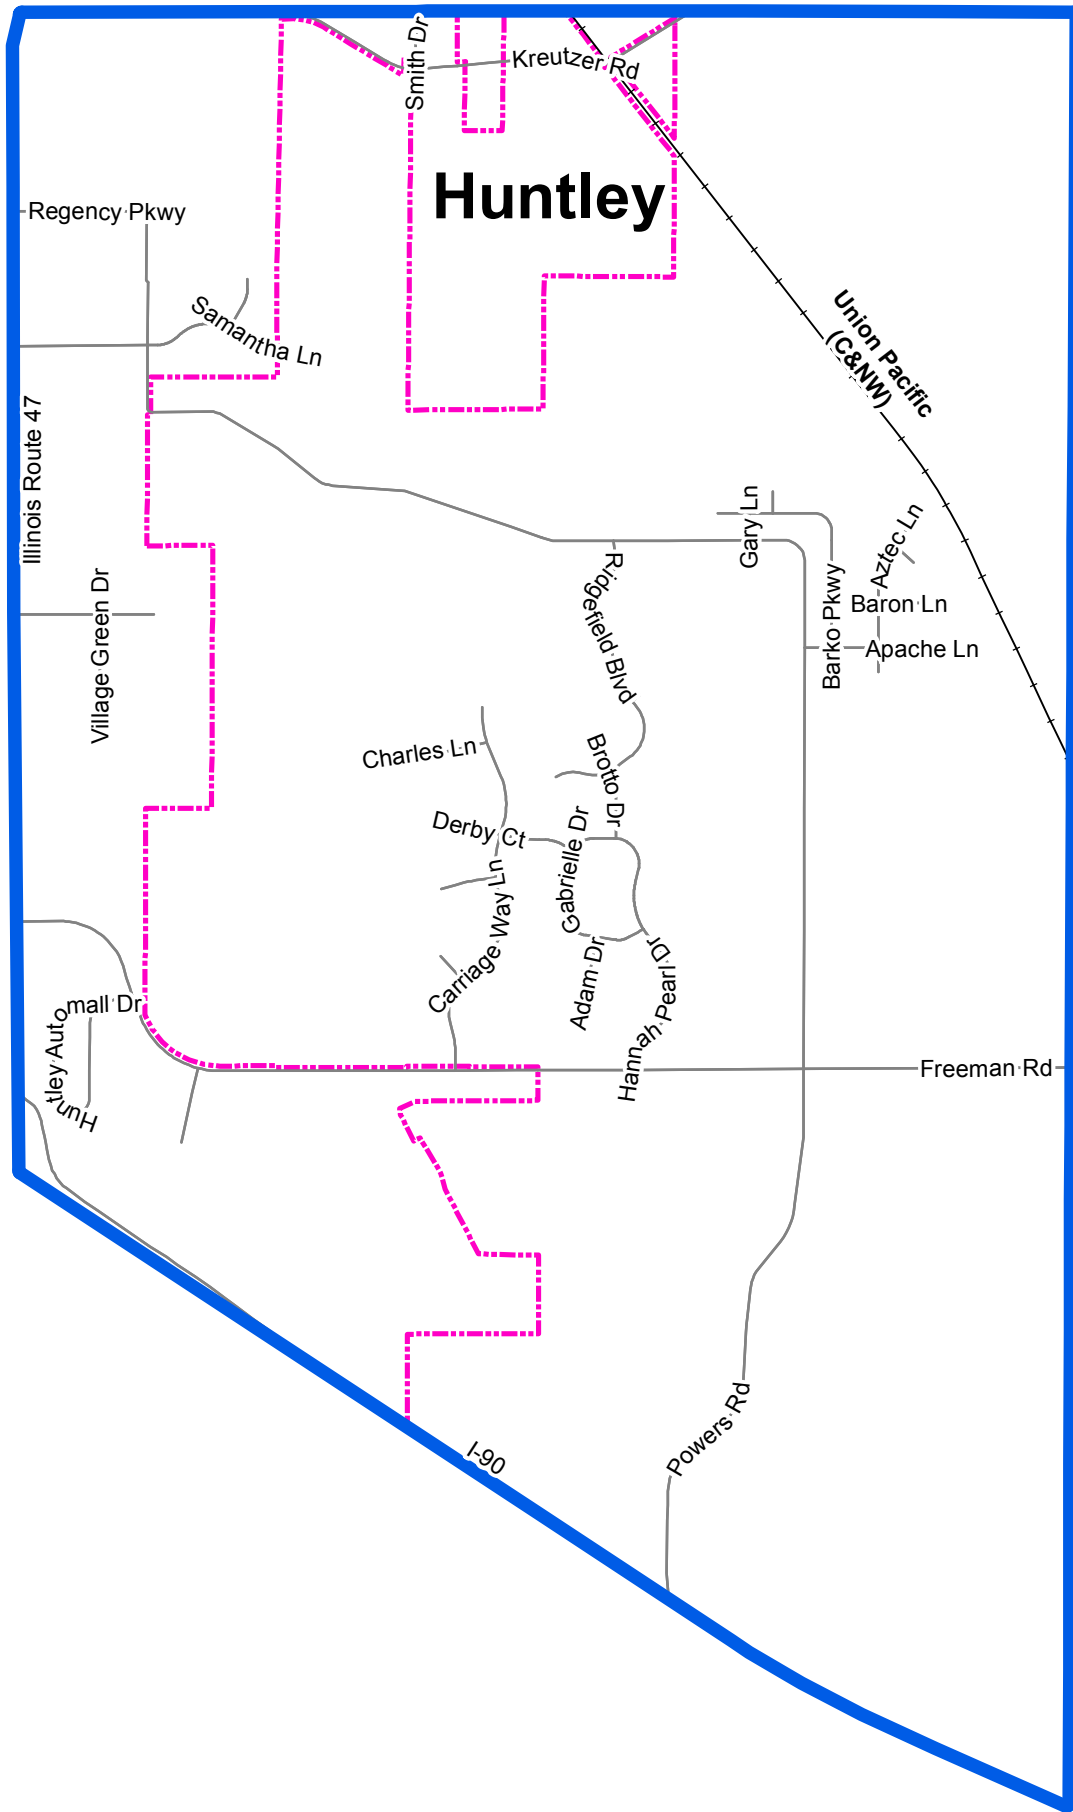 Smith Dr
Kreutzer Rd
Huntley
Regency Pkwy
Samantha Ln
Union Pacific
(C&NW)
Illinois Route 47
Gary Ln
Aztec Ln
Ridgefield Blvd
Barko Pkwy
Baron Ln
Apache Ln
Village Green Dr
Charles Ln
Brotto Dr
Derby Ct
Gabrielle Dr
Carriage Way Ln
Adam Dr
Hannah Pearl Dr
Huntley Automall Dr
Freeman Rd
Powers Rd
I-90